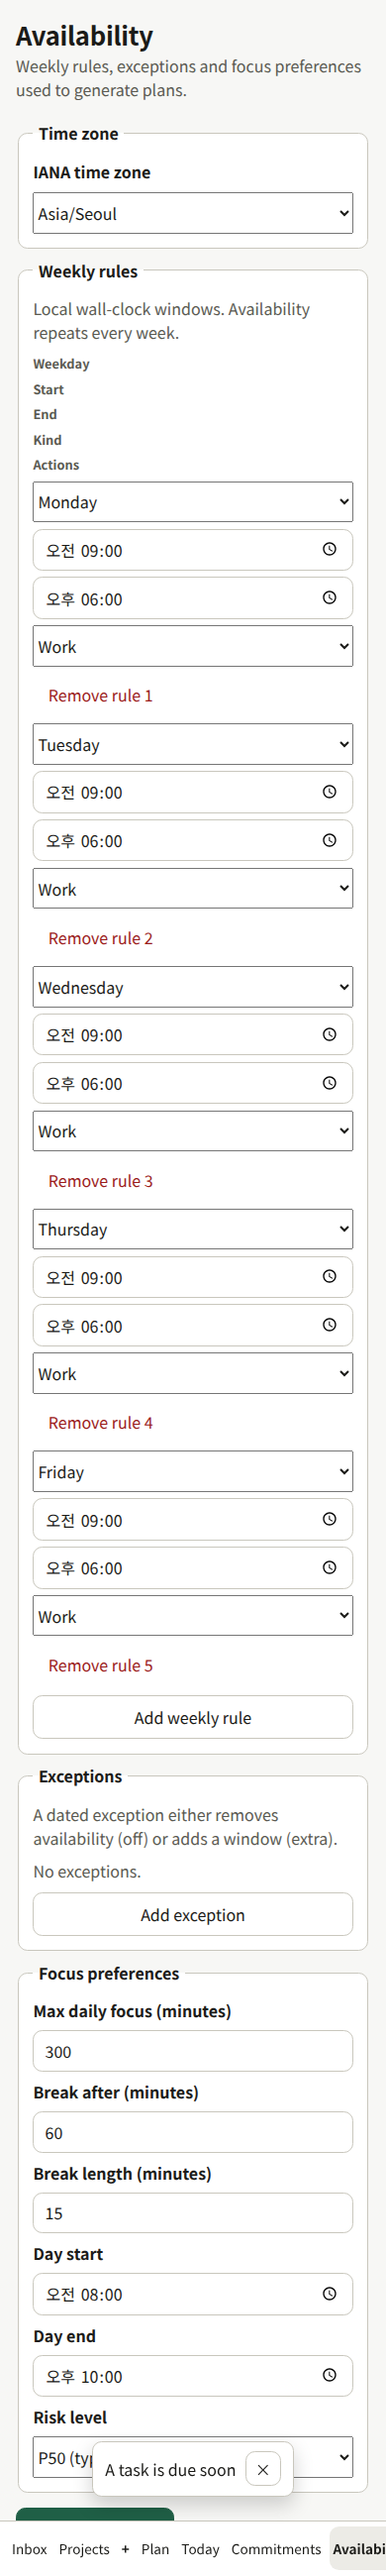 Availability
Weekly rules, exceptions and focus preferences
used to generate plans.
Time zone
IANA time zone
Asia/Seoul
Weekly rules
Local wall-clock windows. Availability
repeats every week.
Weekday
Start
End
Kind
Actions
Monday
오전 09:00
오후 06:00
Work
Remove rule 1
Tuesday
오전 09:00
오후 06:00
Work
Remove rule 2
Wednesday
오전 09:00
오후 06:00
Work
Remove rule 3
Thursday
오전 09:00
오후 06:00
Work
Remove rule 4
Friday
오전 09:00
오후 06:00
Work
Remove rule 5
Add weekly rule
Exceptions
A dated exception either removes
availability (off) or adds a window (extra).
No exceptions.
Add exception
Focus preferences
Max daily focus (minutes)
300
Break after (minutes)
60
Break length (minutes)
15
Day start
오전 08:00
Day end
오후 10:00
Risk level
P50 (typ
A task is due soon ×
Inbox Projects + Plan Today Commitments Availabi